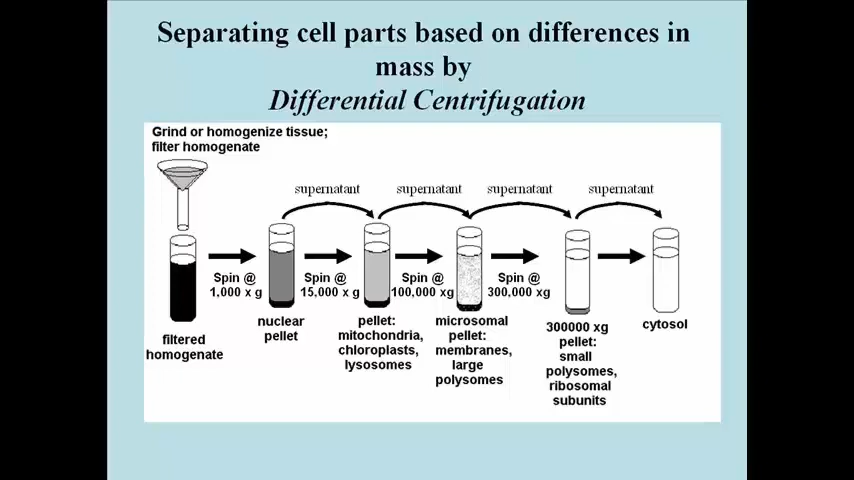 Separating cell parts based on differences in
mass by
Differential Centrifugation
Grind or homogenize tissue;
filter homogenate
supernatant
supernatant
supernatant
supernatant
Spin @
1,000 x g
Spin @
15,000 x g
Spin @
100,000 xg
Spin @
300,000 xg
filtered
homogenate
nuclear
pellet
pellet:
mitochondria,
chloroplasts,
lysosomes
microsomal
pellet:
membranes,
large
polysomes
300000 xg
pellet:
small
polysomes,
ribosomal
subunits
cytosol